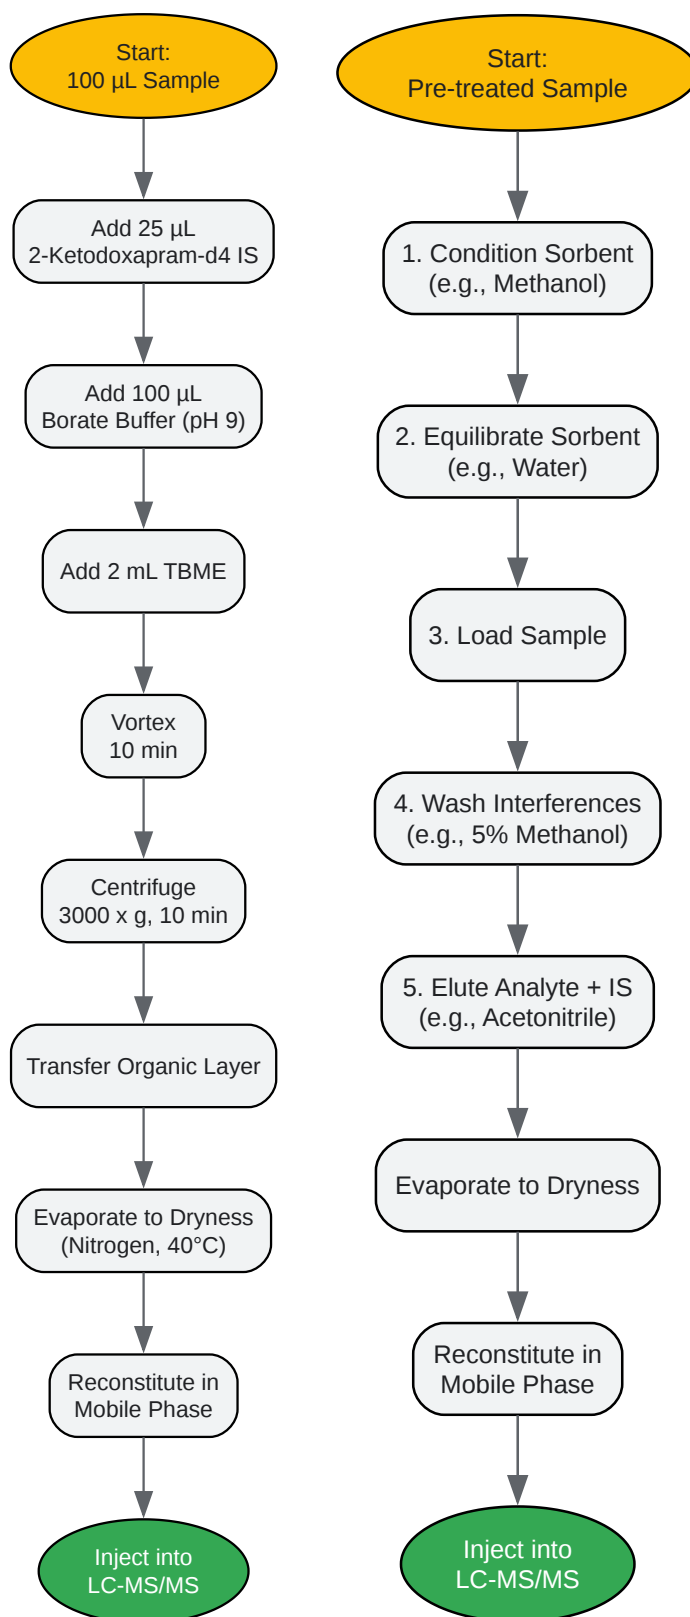 Start:
100 µL Sample
Add 25 µL
2-Ketodoxapram-d4 IS
Add 100 µL
Borate Buffer (pH 9)
Add 2 mL TBME
Vortex
10 min
Centrifuge
3000 x g, 10 min
Transfer Organic Layer
Evaporate to Dryness
(Nitrogen, 40°C)
Reconstitute in
Mobile Phase
Inject into
LC-MS/MS
Start:
Pre-treated Sample
1. Condition Sorbent
(e.g., Methanol)
2. Equilibrate Sorbent
(e.g., Water)
3. Load Sample
4. Wash Interferences
(e.g., 5% Methanol)
5. Elute Analyte + IS
(e.g., Acetonitrile)
Evaporate to Dryness
Reconstitute in
Mobile Phase
Inject into
LC-MS/MS